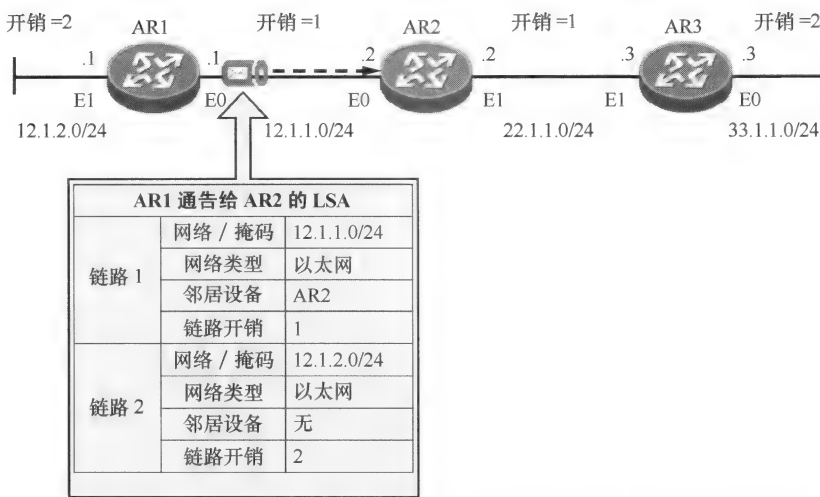 开销 =2 AR1 开销 =1 AR2 开销 =1 AR3 开销 =2
.1 .1 .2 .2 .3 .3
E1 E0 E0 E1 E1 E0
12.1.2.0/24 12.1.1.0/24 22.1.1.0/24 33.1.1.0/24
AR1 通告给 AR2 的 LSA
链路 1
网络 / 掩码 12.1.1.0/24
网络类型 以太网
邻居设备 AR2
链路开销 1
链路 2
网络 / 掩码 12.1.2.0/24
网络类型 以太网
邻居设备 无
链路开销 2